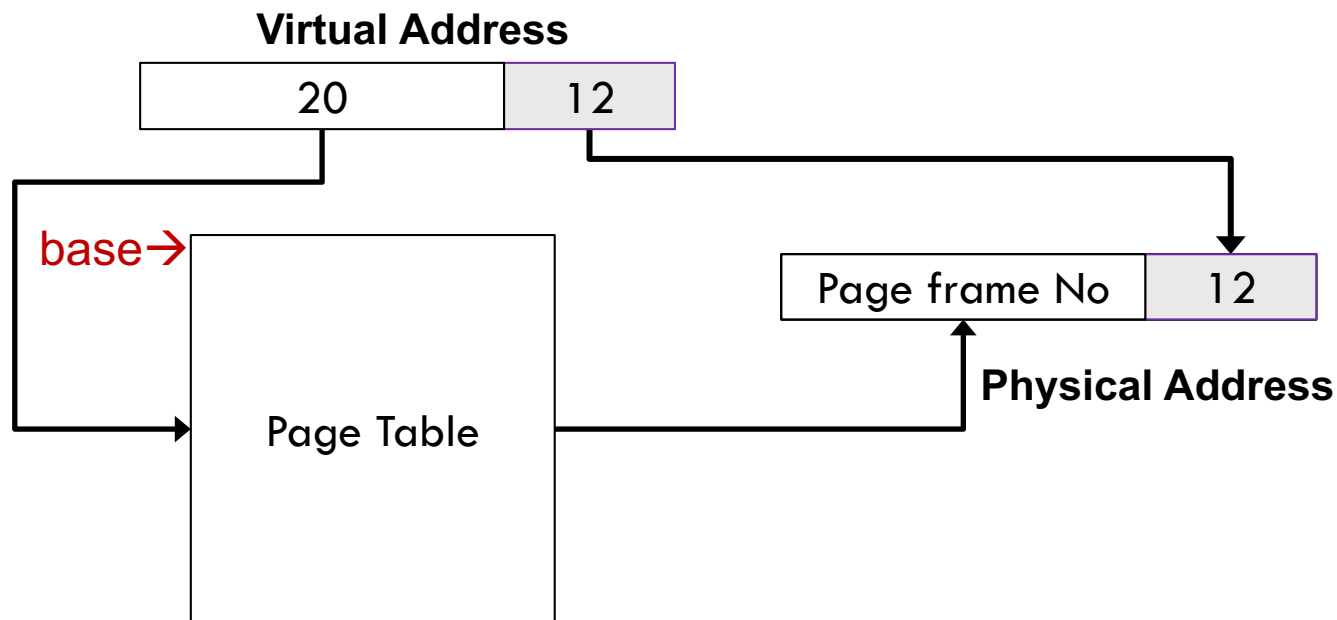 Virtual Address
20 12
base→
Page frame No 12
Physical Address
Page Table